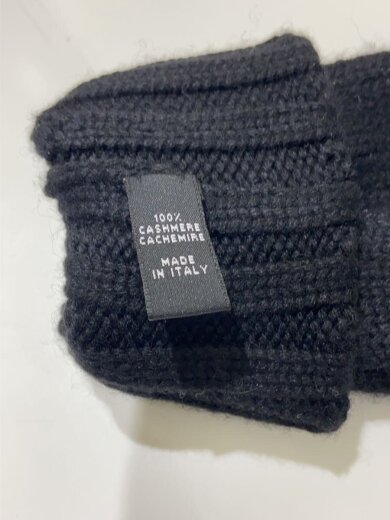 100%
CASHMERE
CACHEMIRE
MADE
IN ITALY